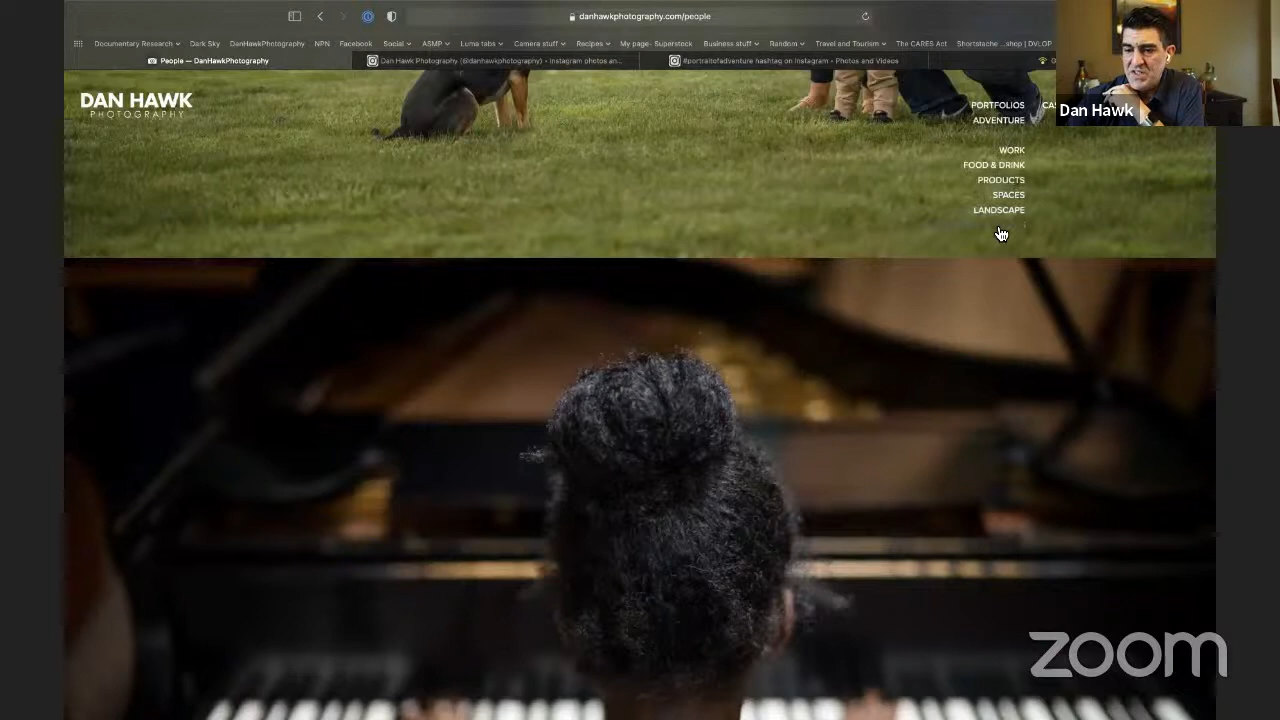 danhawkphotography.com/people
Documentary Research Dark Sky DanHawkPhotography NPN Facebook Social ASMP Luma tabs Camera stuff Recipes My page- Superstock Business stuff Random Travel and Tourism The CARES Act Shortstache ...shop | DVLOP
People — DanHawkPhotography
Dan Hawk Photography (@danhawkphotography) • Instagram photos an...
#portraitofadventure hashtag on Instagram • Photos and Videos
Dan Hawk
DAN HAWK
PHOTOGRAPHY
PORTFOLIOS CAS
ADVENTURE
WORK
FOOD & DRINK
PRODUCTS
SPACES
LANDSCAPE
zoom